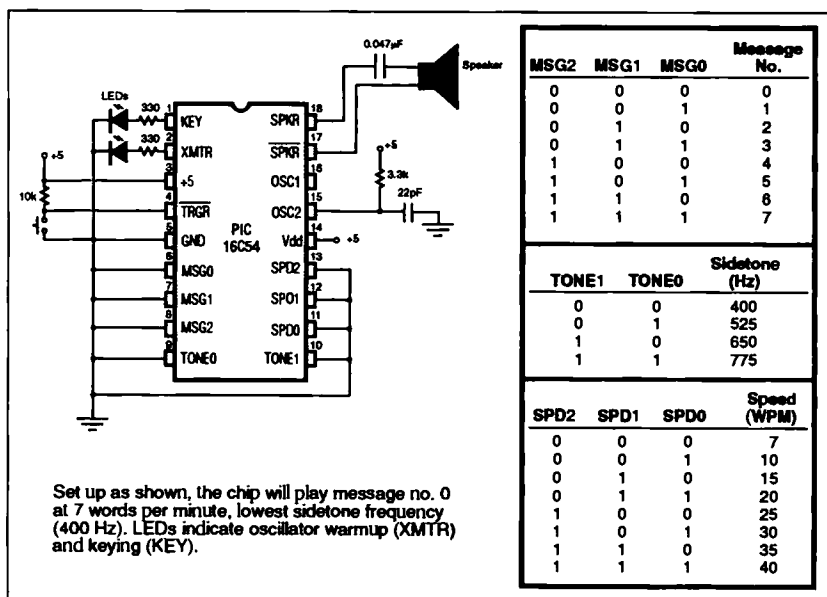 0.047µF
Speaker
LEDs
330
1 KEY SPKR 18
330
2 XMTR SPKR 17
+5
3 +5 OSC1 16
10k
4 TRGR OSC2 15
+5
3.3k
22pF
5 GND Vdd 14 +5
PIC
16C54
6 MSG0 SPD2 13
7 MSG1 SPO1 12
8 MSG2 SPD0 11
9 TONE0 TONE1 10
Set up as shown, the chip will play message no. 0
at 7 words per minute, lowest sidetone frequency
(400 Hz). LEDs indicate oscillator warmup (XMTR)
and keying (KEY).
Message
MSG2 MSG1 MSG0 No.
0 0 0 0
0 0 1 1
0 1 0 2
0 1 1 3
1 0 0 4
1 0 1 5
1 1 0 6
1 1 1 7
Sidetone
TONE1 TONE0 (Hz)
0 0 400
0 1 525
1 0 650
1 1 775
Speed
SPD2 SPD1 SPD0 (WPM)
0 0 0 7
0 0 1 10
0 1 0 15
0 1 1 20
1 0 0 25
1 0 1 30
1 1 0 35
1 1 1 40